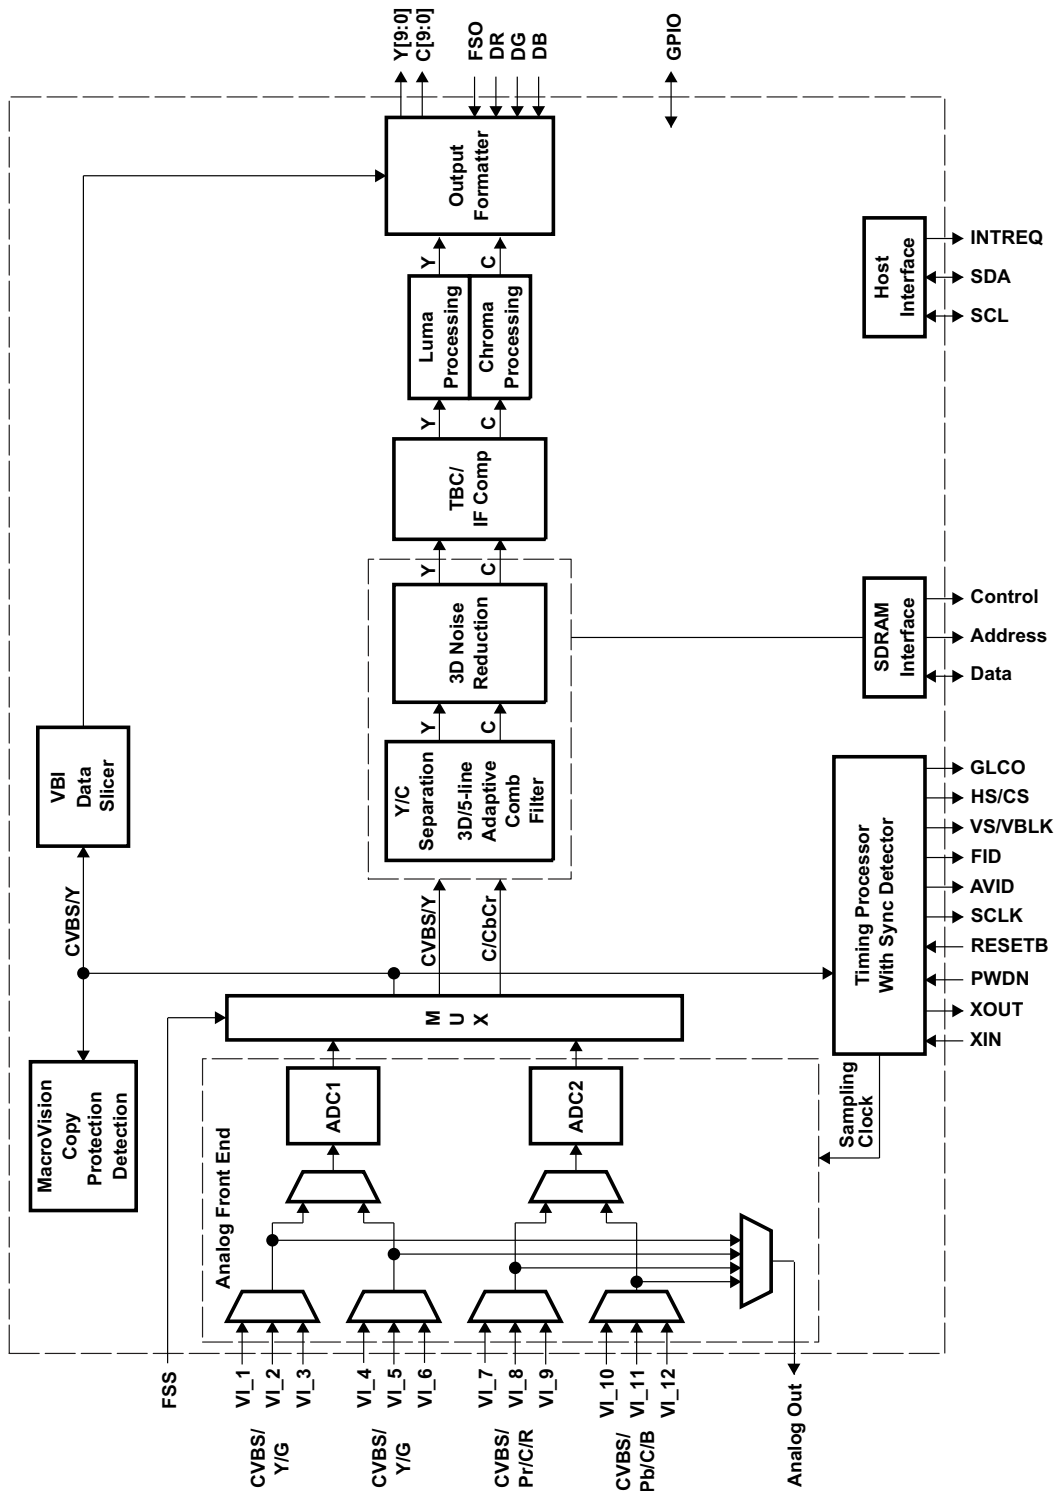 CVBS/
Y/G
VI_1
VI_2
VI_3
CVBS/
Y/G
VI_4
VI_5
VI_6
CVBS/
Pr/C/R
VI_7
VI_8
VI_9
CVBS/
Pb/C/B
VI_10
VI_11
VI_12
FSS
Analog Out
Analog Front End
ADC1
ADC2
Sampling
Clock
MacroVision
Copy
Protection
Detection
M
U
X
CVBS/Y
VBI
Data
Slicer
CVBS/Y
C/CbCr
Y/C
Separation
3D/5-line
Adaptive
Comb
Filter
Y
C
3D Noise
Reduction
Y
C
TBC/
IF Comp
Y
C
Luma
Processing
Chroma
Processing
Y
C
Output
Formatter
Y[9:0]
C[9:0]
FSO
DR
DG
DB
GPIO
Host
Interface
INTREQ
SDA
SCL
SDRAM
Interface
Control
Address
Data
Timing Processor
With Sync Detector
GLCO
HS/CS
VS/VBLK
FID
AVID
SCLK
RESETB
PWDN
XOUT
XIN